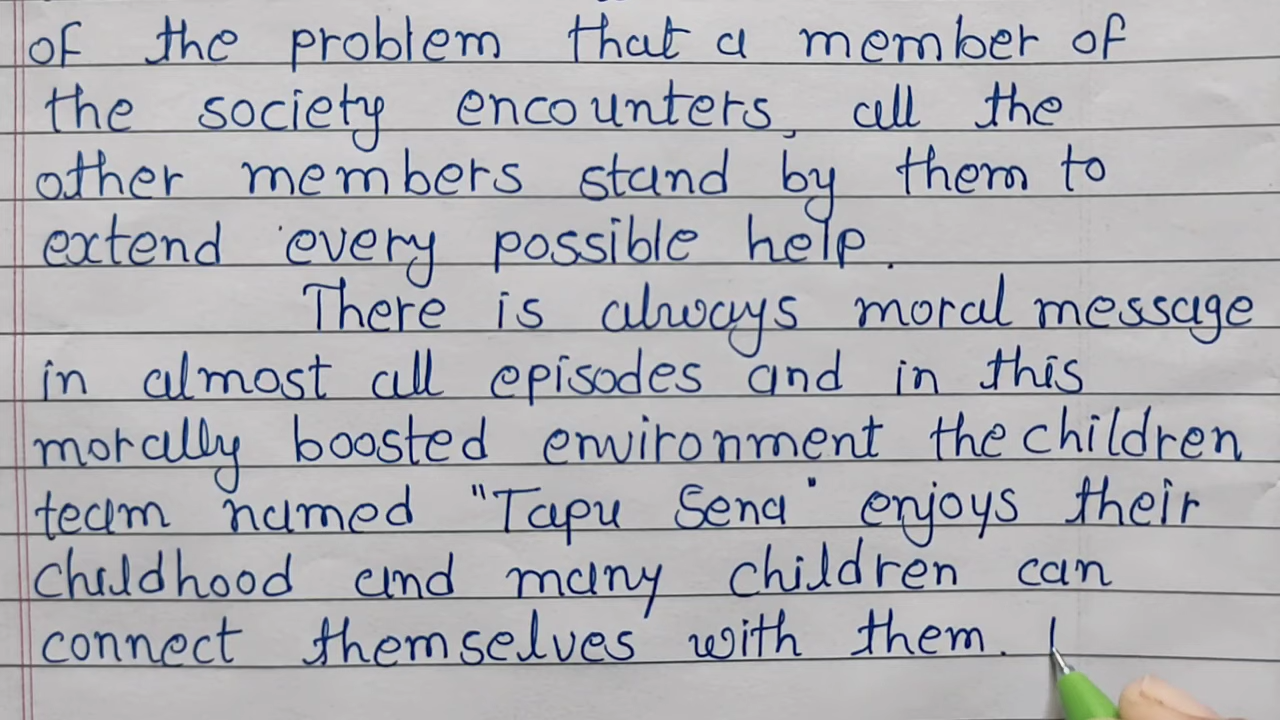 of the problem that a member of
the society encounters, all the
other members stand by them to
extend every possible help.
There is always moral message
in almost all episodes and in this
morally boosted environment the children
team named "Tapu Sena" enjoys their
childhood and many children can
connect themselves with them.